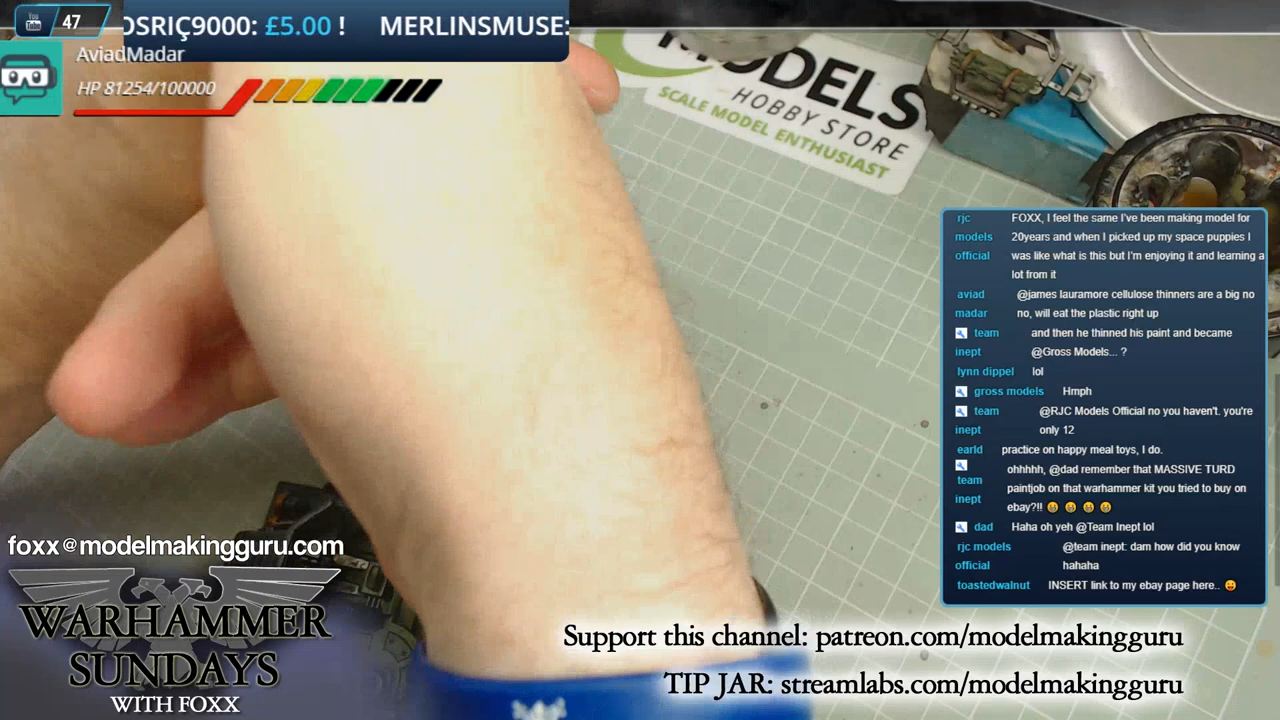 You
Tube
47
OSRIÇ9000: £5.00 ! MERLINSMUSE:
AviadMadar
HP 81254/100000
MODELS
HOBBY STORE
SCALE MODEL ENTHUSIAST
rjc FOXX, I feel the same I've been making model for
models 20years and when I picked up my space puppies I
official was like what is this but I'm enjoying it and learning a
lot from it
aviad @james lauramore cellulose thinners are a big no
madar no, will eat the plastic right up
team and then he thinned his paint and became
inept @Gross Models... ?
lynn dippel lol
gross models Hmph
team @RJC Models Official no you haven't. you're
inept only 12
earld practice on happy meal toys, I do.
ohhhhh, @dad remember that MASSIVE TURD
team paintjob on that warhammer kit you tried to buy on
inept ebay?!!
dad Haha oh yeh @Team Inept lol
rjc models @team inept: dam how did you know
official hahaha
toastedwalnut INSERT link to my ebay page here..
foxx@modelmakingguru.com
WARHAMMER
SUNDAYS
WITH FOXX
Support this channel: patreon.com/modelmakingguru
TIP JAR: streamlabs.com/modelmakingguru